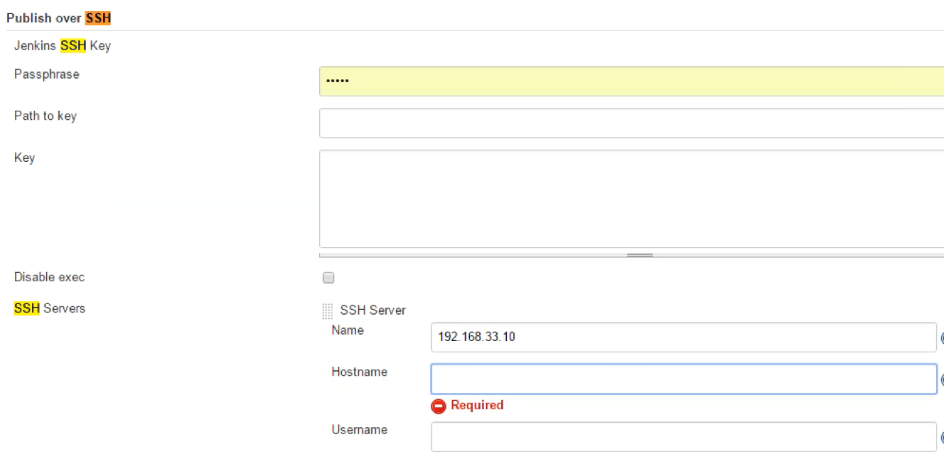 Publish over SSH
Jenkins SSH Key
Passphrase
•••••
Path to key
Key
Disable exec
SSH Servers
SSH Server
Name
192.168.33.10
Hostname
Required
Username